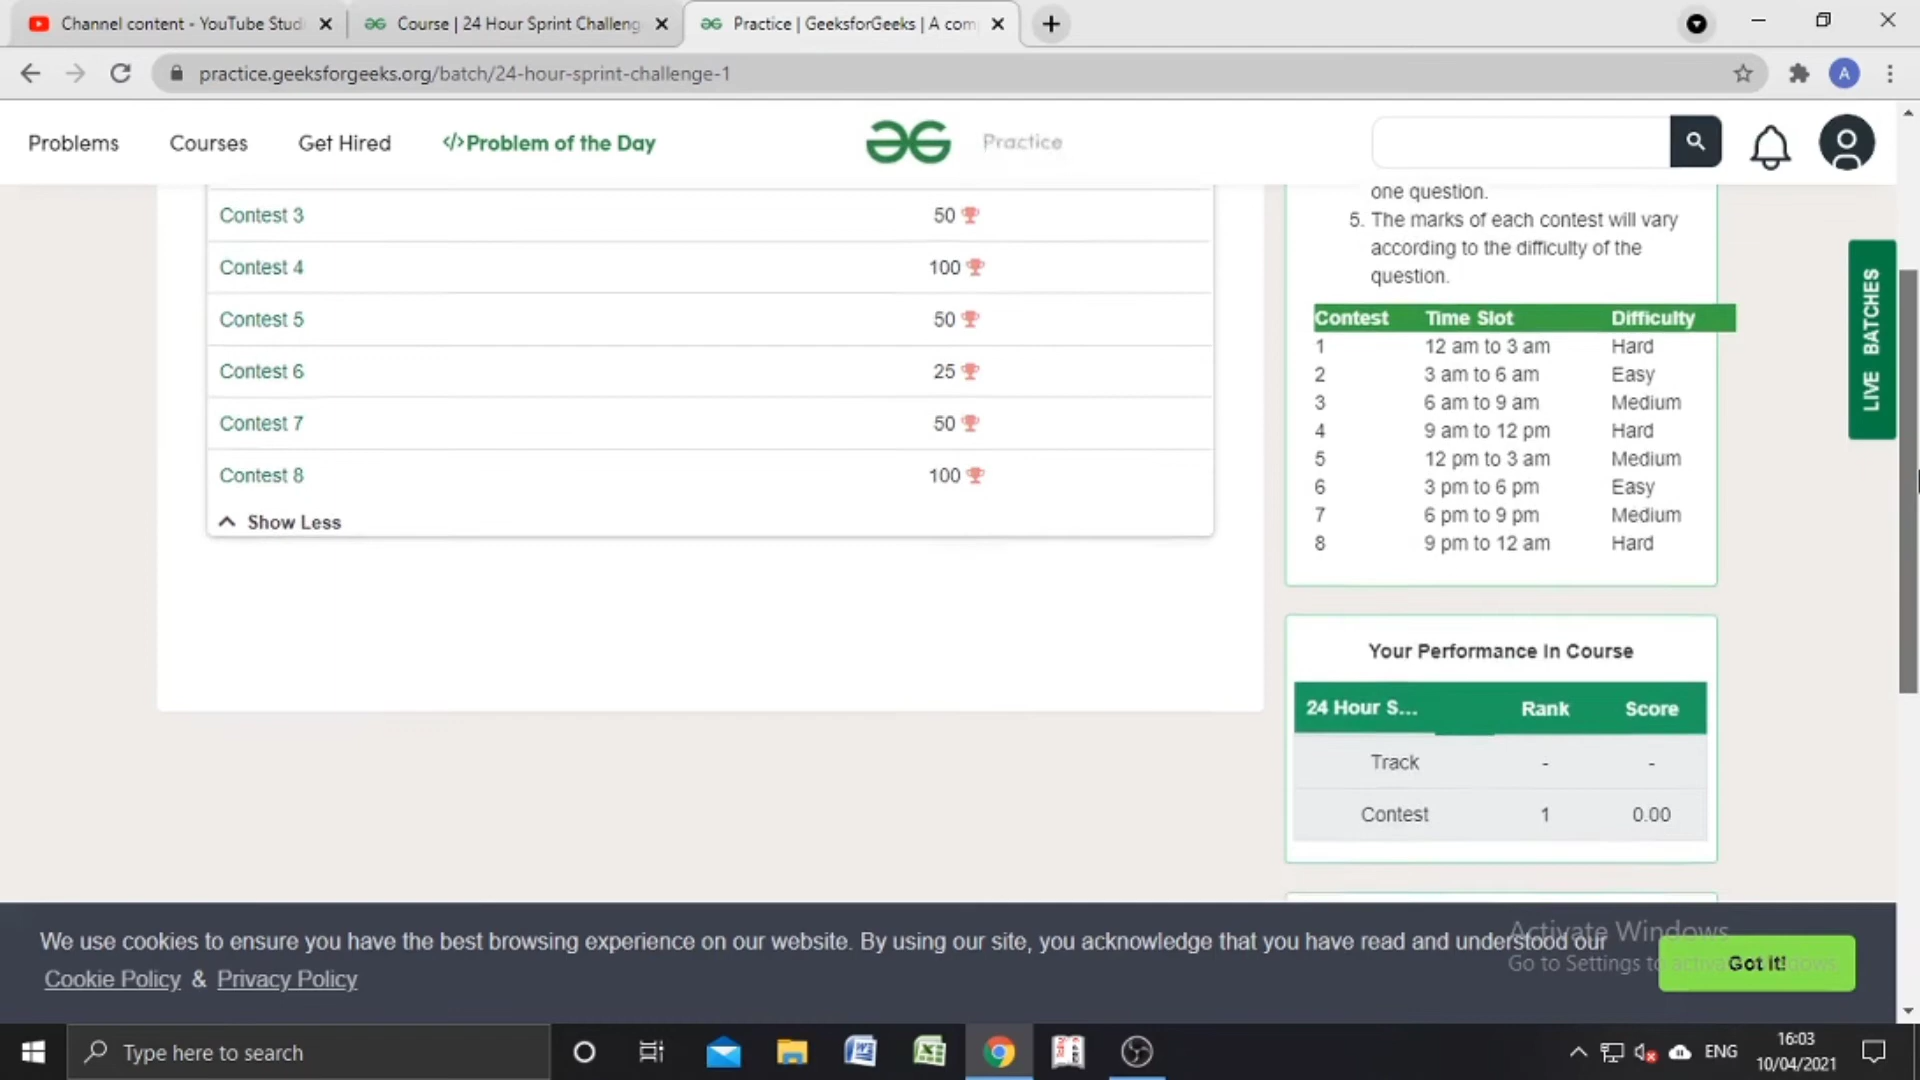 Channel content - YouTube Stud
Course | 24 Hour Sprint Challeng
Practice | GeeksforGeeks | A com
practice.geeksforgeeks.org/batch/24-hour-sprint-challenge-1
A
Problems
Courses
Get Hired
</>Problem of the Day
Practice
Contest 3 50
Contest 4 100
Contest 5 50
Contest 6 25
Contest 7 50
Contest 8 100
Show Less
one question.
5. The marks of each contest will vary
according to the difficulty of the
question.
Contest Time Slot Difficulty
1 12 am to 3 am Hard
2 3 am to 6 am Easy
3 6 am to 9 am Medium
4 9 am to 12 pm Hard
5 12 pm to 3 am Medium
6 3 pm to 6 pm Easy
7 6 pm to 9 pm Medium
8 9 pm to 12 am Hard
LIVE BATCHES
Your Performance In Course
24 Hour S... Rank Score
Track - -
Contest 1 0.00
We use cookies to ensure you have the best browsing experience on our website. By using our site, you acknowledge that you have read and understood our
Cookie Policy & Privacy Policy
Got It!
Activate Windows
Go to Settings to activate Windows.
Type here to search
ENG
16:03
10/04/2021